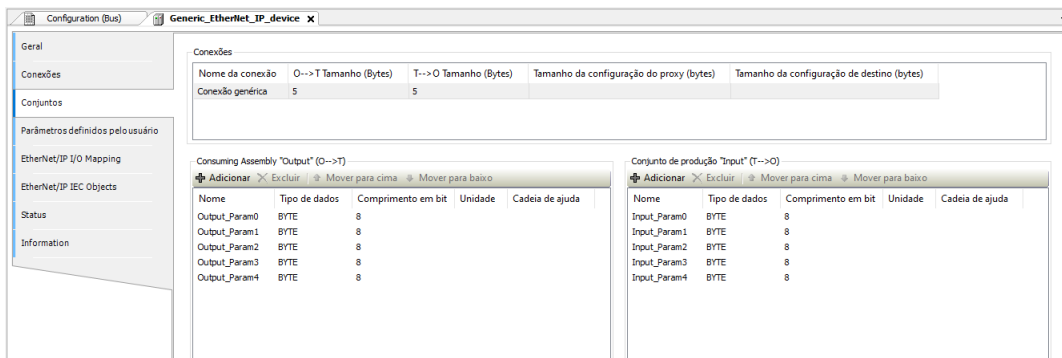 Configuration (Bus) Generic_EtherNet_IP_device x
Geral
Conexões
Conjuntos
Parâmetros definidos pelo usuário
EtherNet/IP I/O Mapping
EtherNet/IP IEC Objects
Status
Information
Conexões
Nome da conexão O-->T Tamanho (Bytes) T-->O Tamanho (Bytes) Tamanho da configuração do proxy (bytes) Tamanho da configuração de destino (bytes)
Conexão genérica 5 5
Consuming Assembly "Output" (O-->T)
Adicionar Excluir Mover para cima Mover para baixo
Nome Tipo de dados Comprimento em bit Unidade Cadeia de ajuda
Output_Param0 BYTE 8
Output_Param1 BYTE 8
Output_Param2 BYTE 8
Output_Param3 BYTE 8
Output_Param4 BYTE 8
Conjunto de produção "Input" (T-->O)
Adicionar Excluir Mover para cima Mover para baixo
Nome Tipo de dados Comprimento em bit Unidade Cadeia de ajuda
Input_Param0 BYTE 8
Input_Param1 BYTE 8
Input_Param2 BYTE 8
Input_Param3 BYTE 8
Input_Param4 BYTE 8